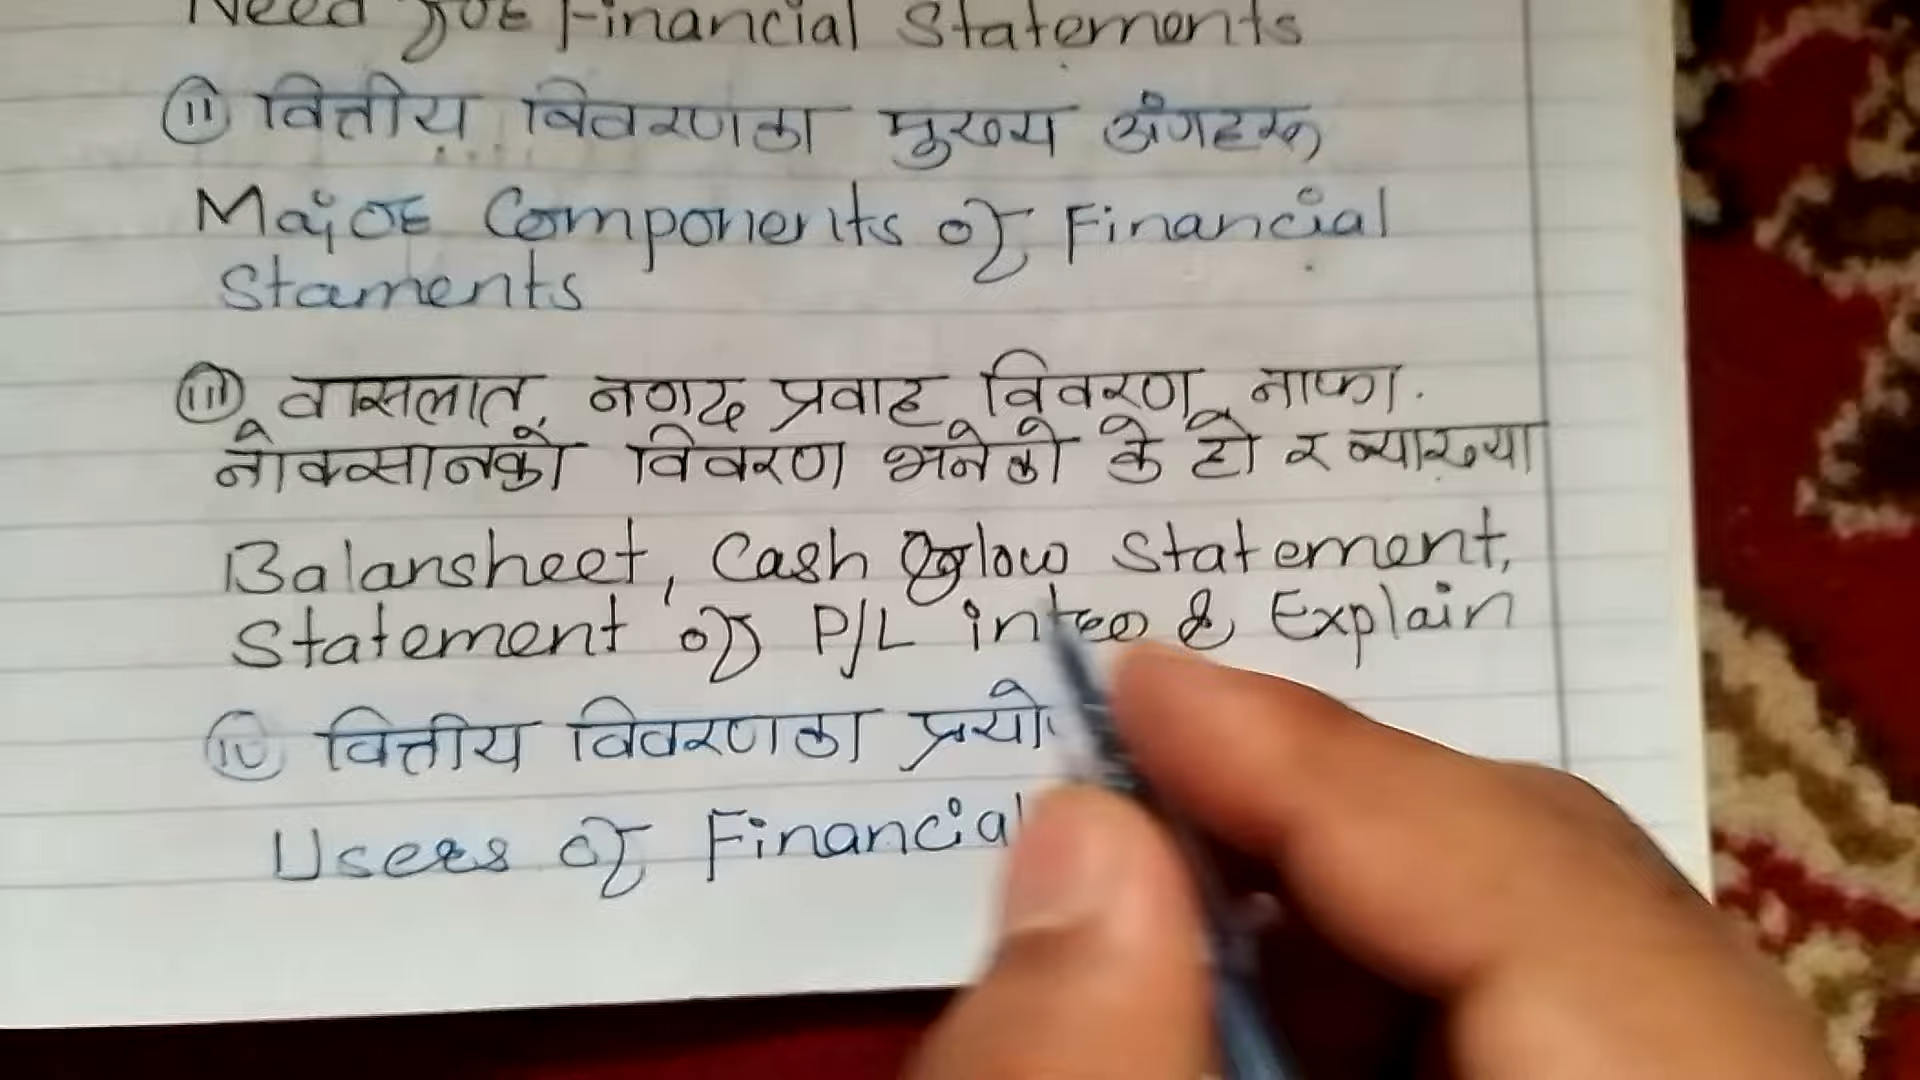 Need for Financial Statements
(ii) वित्तीय विवरणका मुख्य अंगहरू
Major Components of Financial
Staments
(iii) वासलात, नगद प्रवाह विवरण, नाफा.
नोक्सानको विवरण भनेको के हो र व्याख्या
Balansheet, Cash flow Statement,
Statement of P/L intro & Explain
(iv) वित्तीय विवरणका
Users of Financial